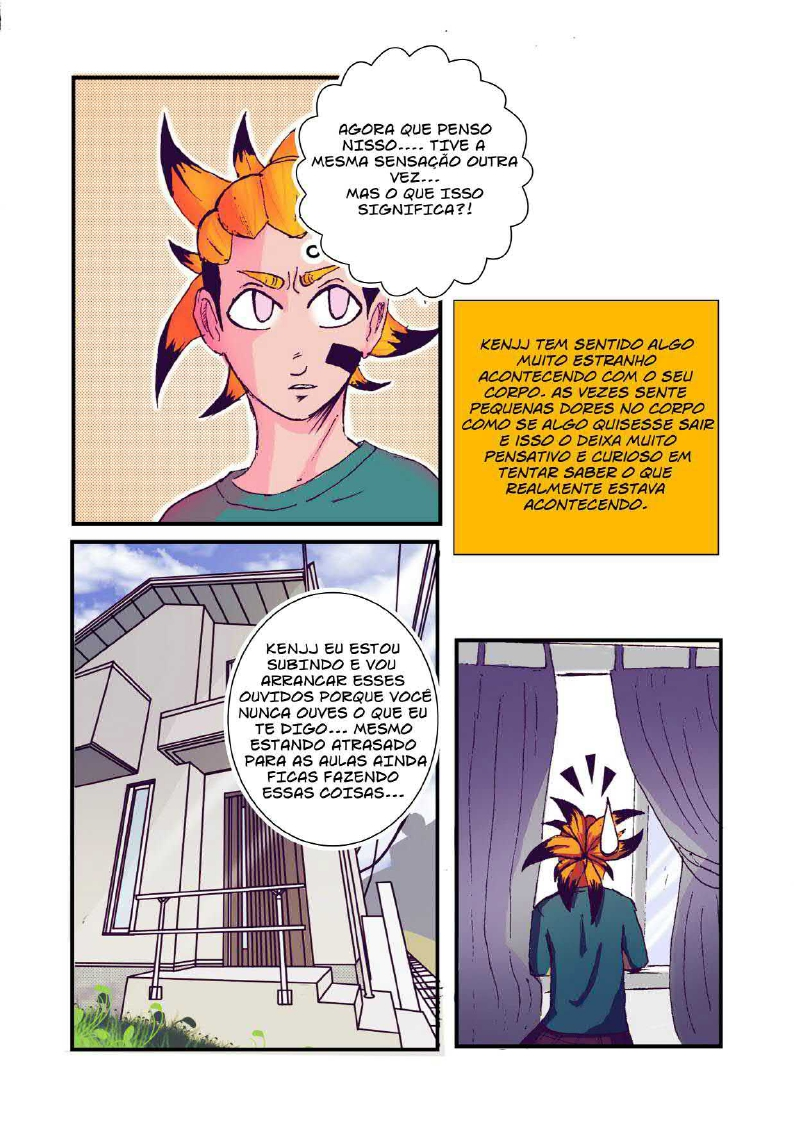 AGORA QUE PENSO
NISSO.... TIVE A
MESMA SENSAÇÃO OUTRA
VEZ...
MAS O QUE ISSO
SIGNIFICA?!
C
KENJJ TEM SENTIDO ALGO
MUITO ESTRANHO
ACONTECENDO COM O SEU
CORPO. AS VEZES SENTE
PEQUENAS DORES NO CORPO
COMO SE ALGO QUISESSE SAIR
E ISSO O DEIXA MUITO
PENSATIVO E CURIOSO EM
TENTAR SABER O QUE
REALMENTE ESTAVA
ACONTECENDO.
KENJJ EU ESTOU
SUBINDO E VOU
ARRANCAR ESSES
OUVIDOS PORQUE VOCÊ
NUNCA OUVES O QUE EU
TE DIGO... MESMO
ESTANDO ATRASADO
PARA AS AULAS AINDA
FICAS FAZENDO
ESSAS COISAS...